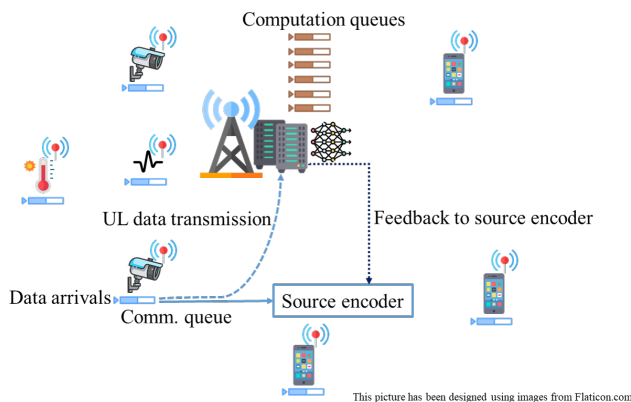 Computation queues
UL data transmission
Feedback to source encoder
Data arrivals
Source encoder
Comm. queue
This picture has been designed using images from Flaticon.com